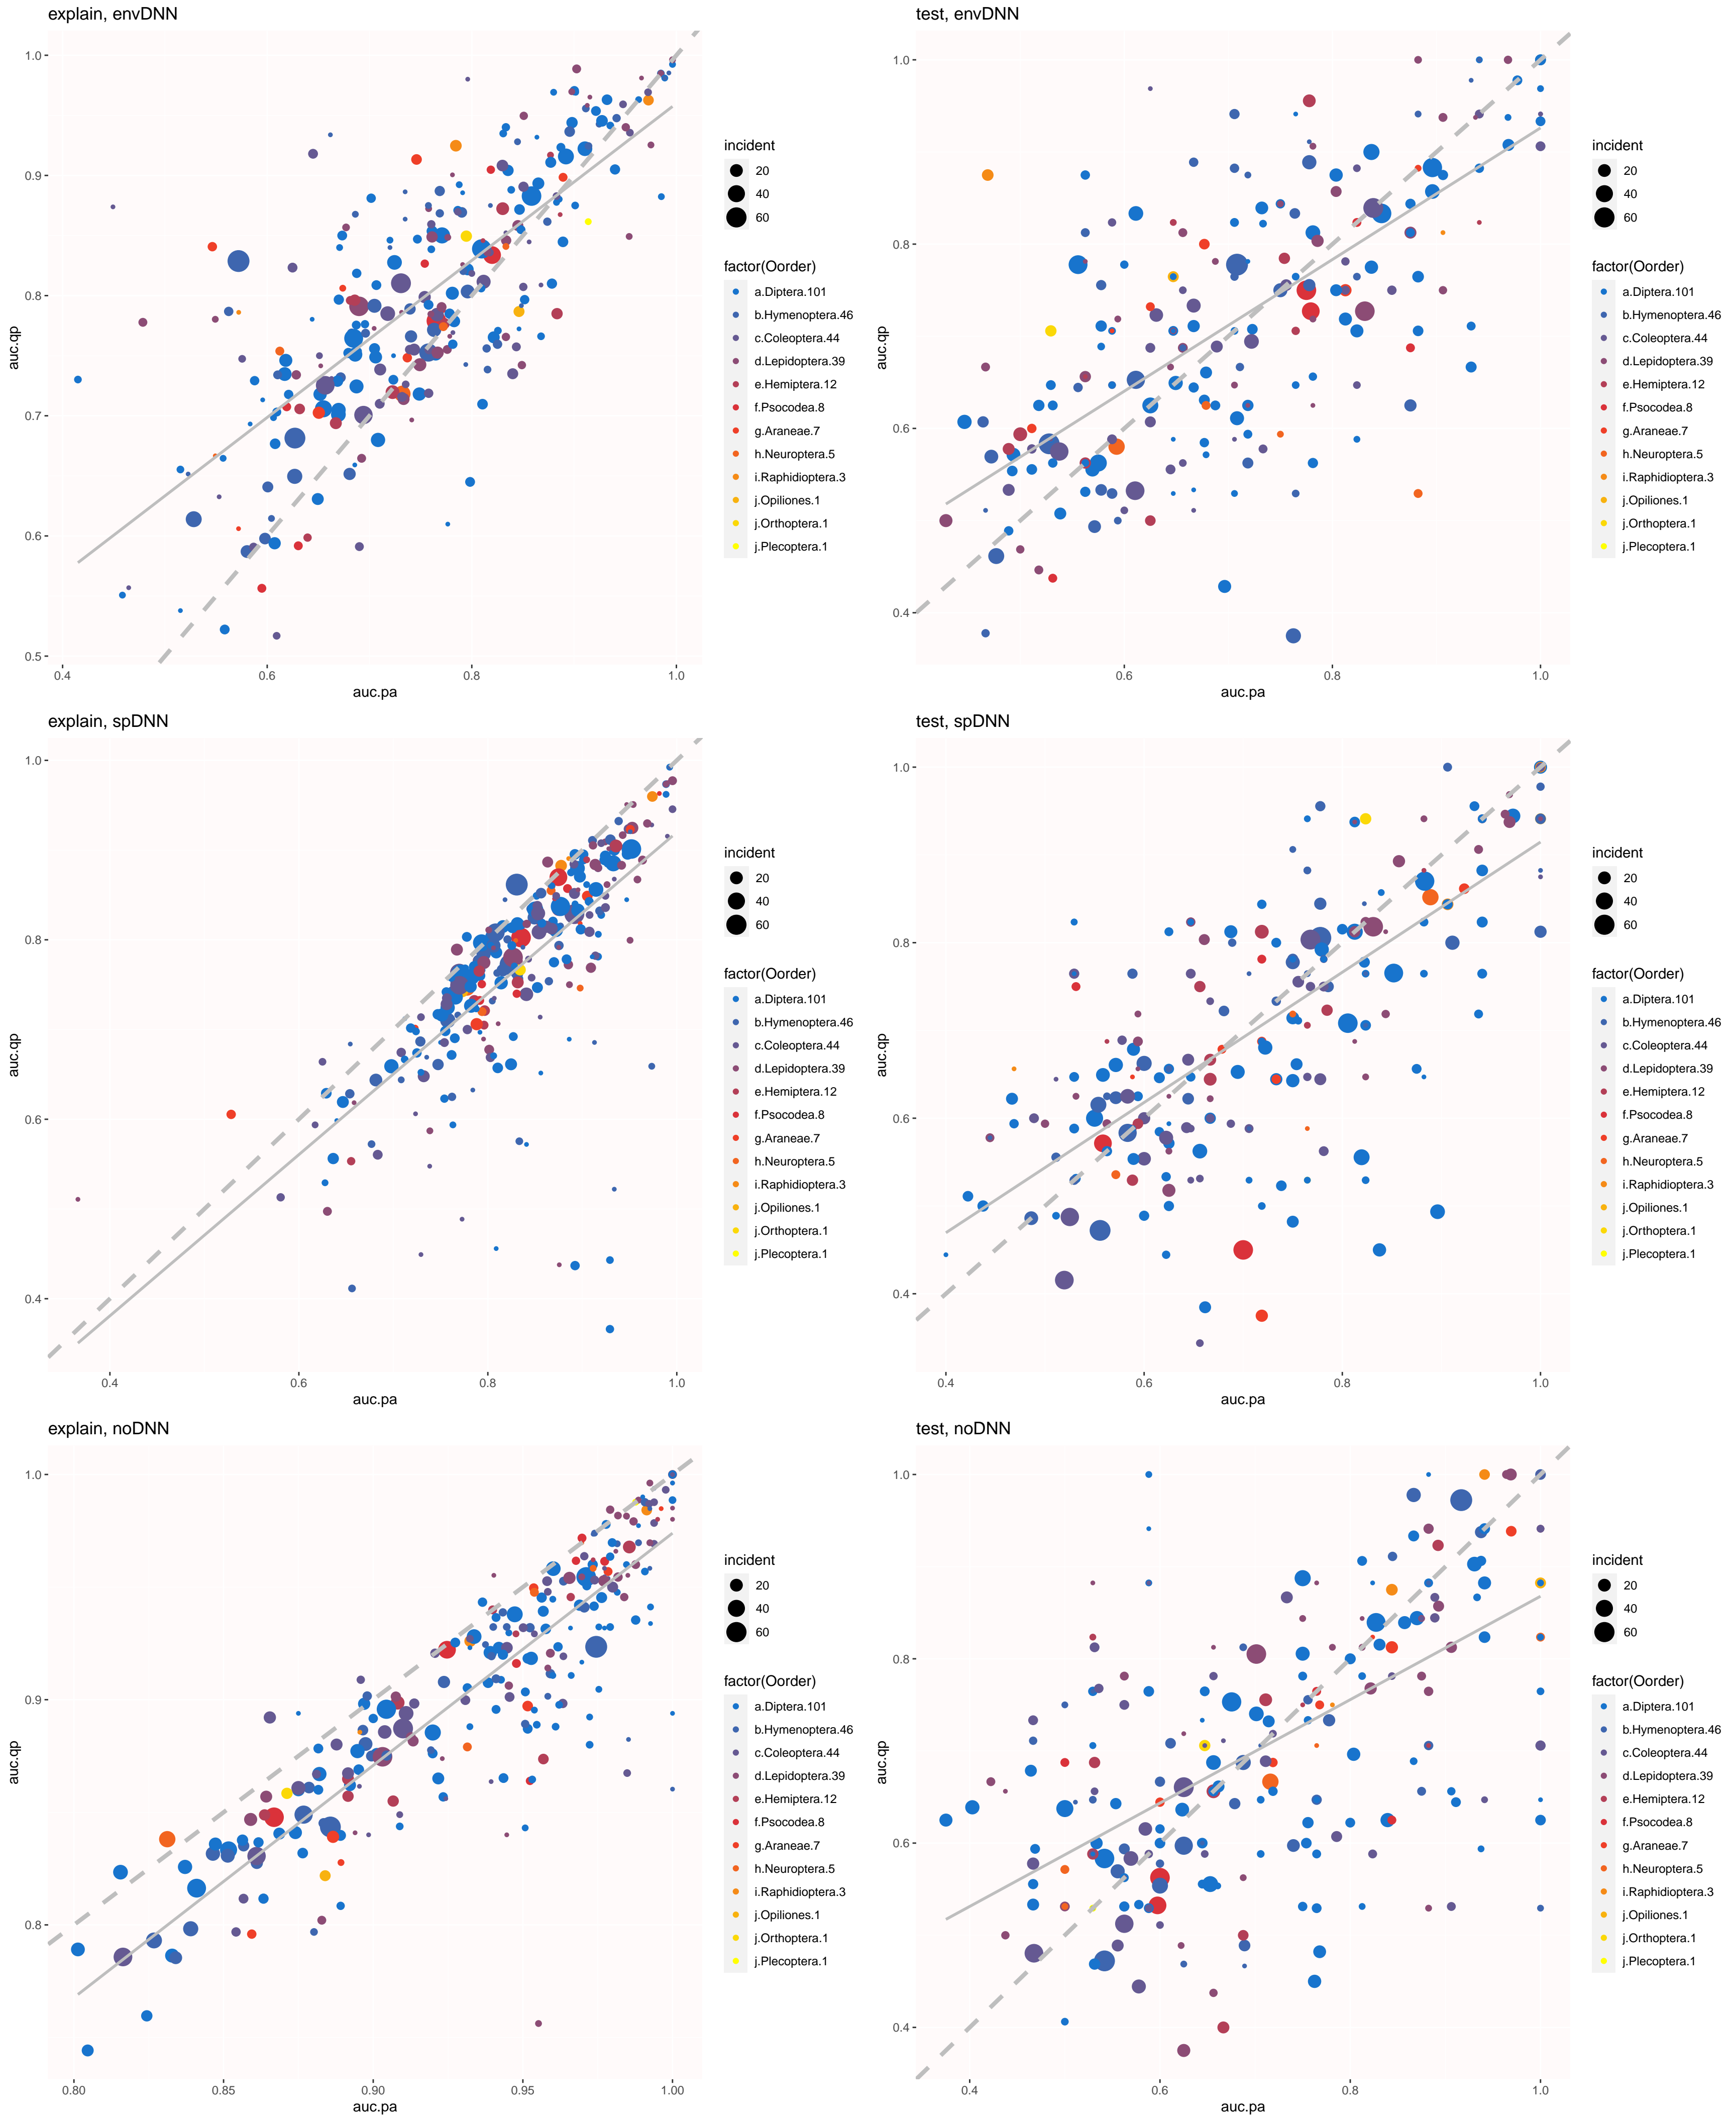 explain, envDNN
auc.qp
1.0
0.9
0.8
0.7
0.6
0.5
0.4
0.6
0.8
1.0
auc.pa
incident
20
40
60
factor(Oorder)
a.Diptera.101
b.Hymenoptera.46
c.Coleoptera.44
d.Lepidoptera.39
e.Hemiptera.12
f.Psocodea.8
g.Araneae.7
h.Neuroptera.5
i.Raphidioptera.3
j.Opiliones.1
j.Orthoptera.1
j.Plecoptera.1
test, envDNN
auc.qp
1.0
0.8
0.6
0.4
0.6
0.8
1.0
auc.pa
incident
20
40
60
factor(Oorder)
a.Diptera.101
b.Hymenoptera.46
c.Coleoptera.44
d.Lepidoptera.39
e.Hemiptera.12
f.Psocodea.8
g.Araneae.7
h.Neuroptera.5
i.Raphidioptera.3
j.Opiliones.1
j.Orthoptera.1
j.Plecoptera.1
explain, spDNN
auc.qp
1.0
0.8
0.6
0.4
0.4
0.6
0.8
1.0
auc.pa
incident
20
40
60
factor(Oorder)
a.Diptera.101
b.Hymenoptera.46
c.Coleoptera.44
d.Lepidoptera.39
e.Hemiptera.12
f.Psocodea.8
g.Araneae.7
h.Neuroptera.5
i.Raphidioptera.3
j.Opiliones.1
j.Orthoptera.1
j.Plecoptera.1
test, spDNN
auc.qp
1.0
0.8
0.6
0.4
0.4
0.6
0.8
1.0
auc.pa
incident
20
40
60
factor(Oorder)
a.Diptera.101
b.Hymenoptera.46
c.Coleoptera.44
d.Lepidoptera.39
e.Hemiptera.12
f.Psocodea.8
g.Araneae.7
h.Neuroptera.5
i.Raphidioptera.3
j.Opiliones.1
j.Orthoptera.1
j.Plecoptera.1
explain, noDNN
auc.qp
1.0
0.9
0.8
0.80
0.85
0.90
0.95
1.00
auc.pa
incident
20
40
60
factor(Oorder)
a.Diptera.101
b.Hymenoptera.46
c.Coleoptera.44
d.Lepidoptera.39
e.Hemiptera.12
f.Psocodea.8
g.Araneae.7
h.Neuroptera.5
i.Raphidioptera.3
j.Opiliones.1
j.Orthoptera.1
j.Plecoptera.1
test, noDNN
auc.qp
1.0
0.8
0.6
0.4
0.4
0.6
0.8
1.0
auc.pa
incident
20
40
60
factor(Oorder)
a.Diptera.101
b.Hymenoptera.46
c.Coleoptera.44
d.Lepidoptera.39
e.Hemiptera.12
f.Psocodea.8
g.Araneae.7
h.Neuroptera.5
i.Raphidioptera.3
j.Opiliones.1
j.Orthoptera.1
j.Plecoptera.1